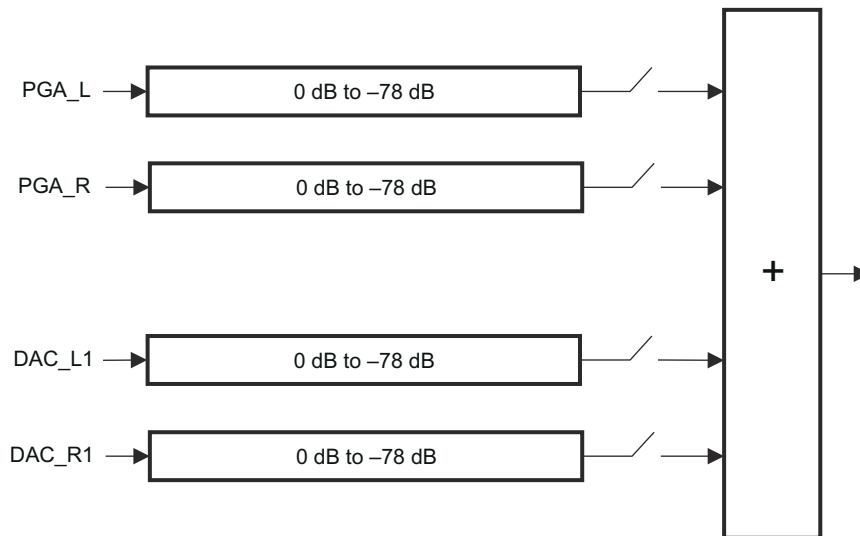 PGA_L
0 dB to –78 dB
PGA_R
0 dB to –78 dB
+
DAC_L1
0 dB to –78 dB
DAC_R1
0 dB to –78 dB